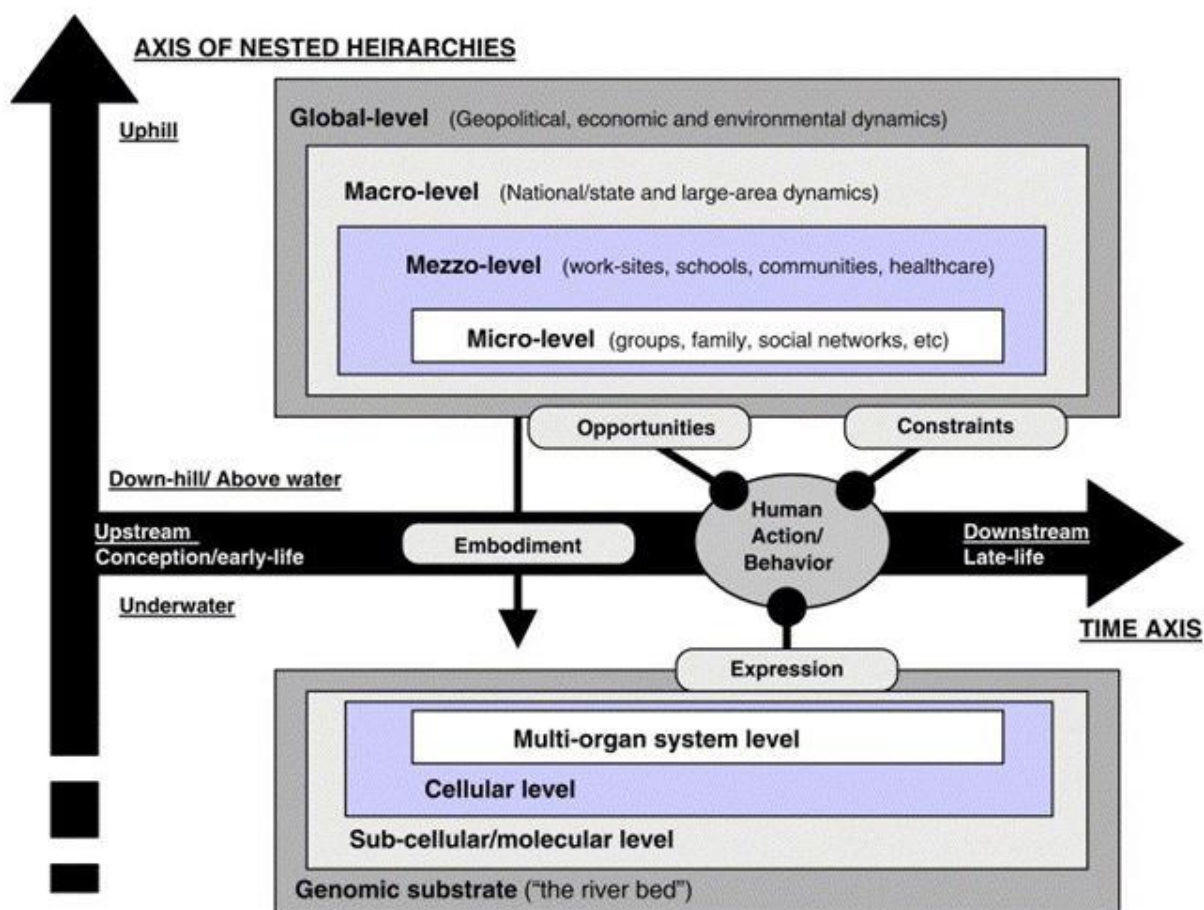 AXIS OF NESTED HEIRARCHIES
Uphill
Global-level (Geopolitical, economic and environmental dynamics)
Macro-level (National/state and large-area dynamics)
Mezzo-level (work-sites, schools, communities, healthcare)
Micro-level (groups, family, social networks, etc)
Opportunities
Constraints
Down-hill/ Above water
Upstream
Conception/early-life
Embodiment
Human
Action/
Behavior
Downstream
Late-life
Underwater
TIME AXIS
Expression
Multi-organ system level
Cellular level
Sub-cellular/molecular level
Genomic substrate (“the river bed”)